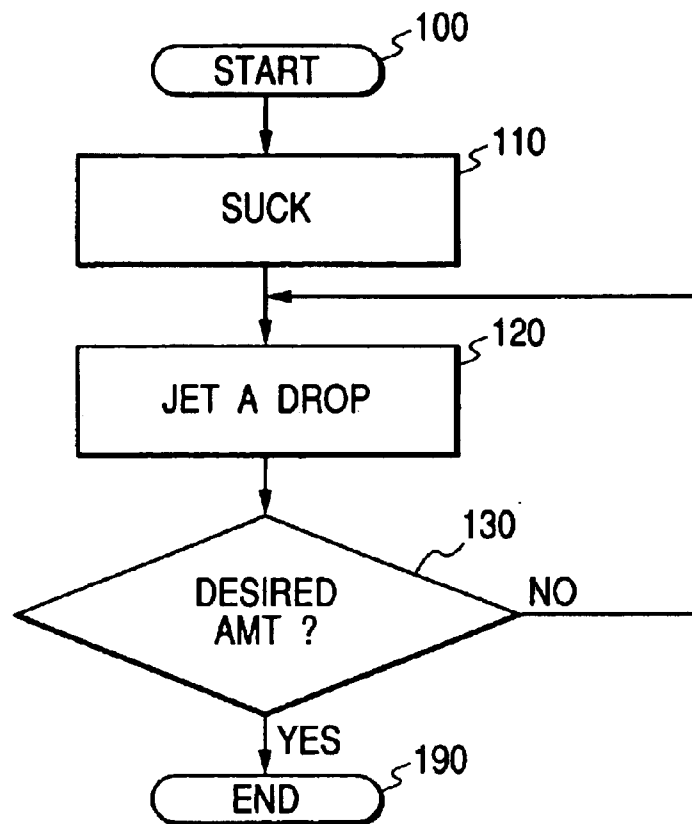 100
START
110
SUCK
120
JET A DROP
130
DESIRED
AMT ?
NO
YES
190
END